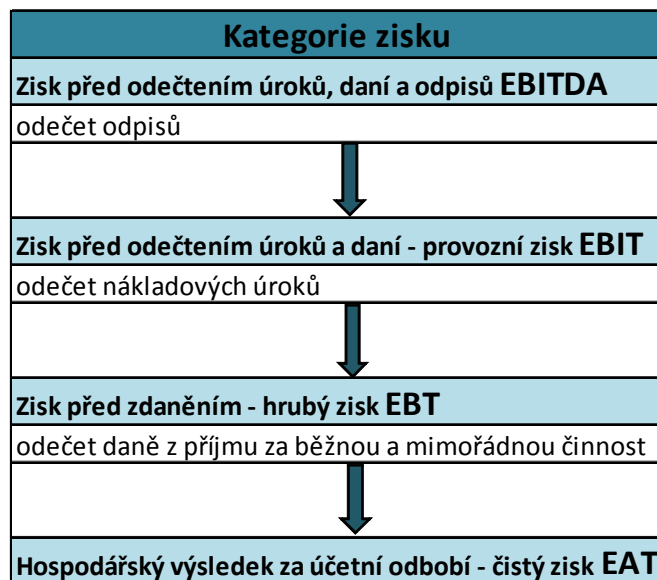 Kategorie zisku
Zisk před odečtením úroků, daní a odpisů EBITDA
odečet odpisů
Zisk před odečtením úroků a daní - provozní zisk EBIT
odečet nákladových úroků
Zisk před zdaněním - hrubý zisk EBT
odečet daně z příjmu za běžnou a mimořádnou činnost
Hospodářský výsledek za účetní odbobí - čistý zisk EAT